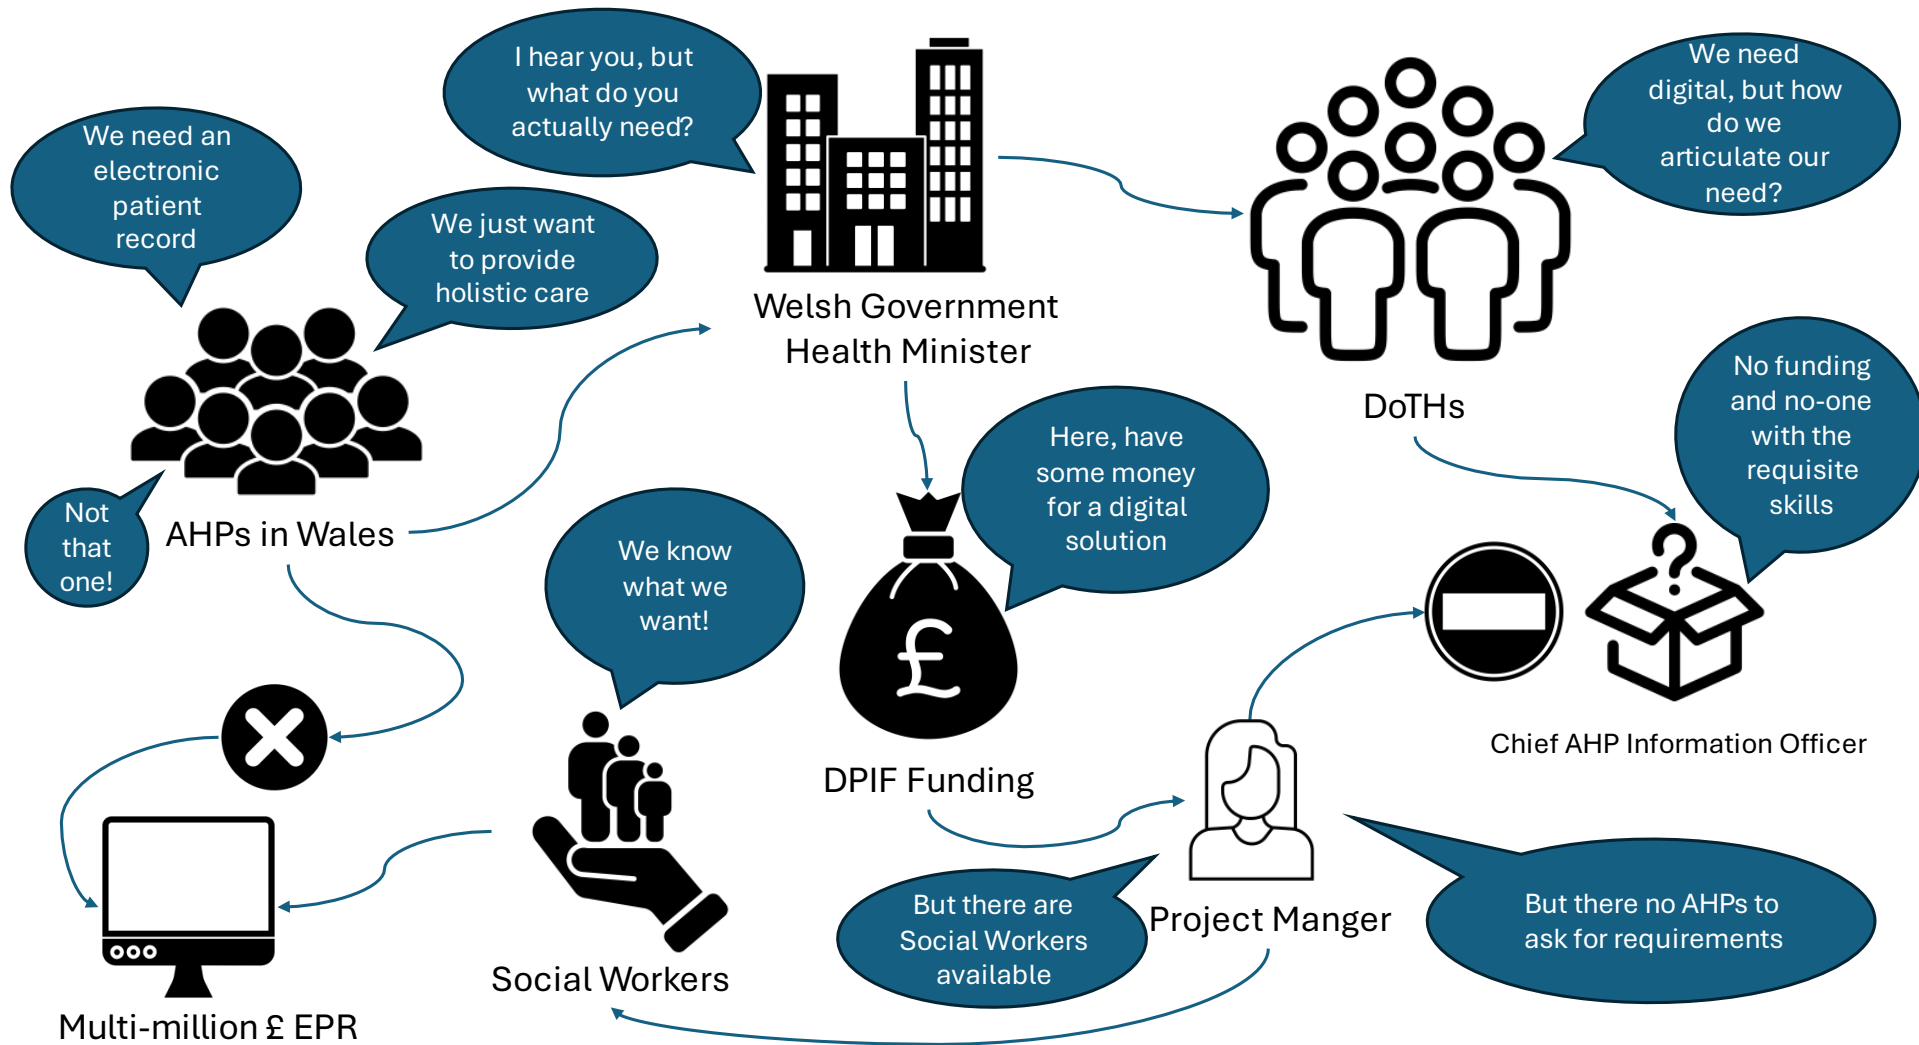 We need an
electronic
patient
record
We just want
to provide
holistic care
Not
that
one!
AHPs in Wales
I hear you, but
what do you
actually need?
Welsh Government
Health Minister
We need
digital, but how
do we
articulate our
need?
DoTHs
No funding
and no-one
with the
requisite
skills
Chief AHP Information Officer
Here, have
some money
for a digital
solution
£
DPIF Funding
But there are
Social Workers
available
Project Manger
But there no AHPs to
ask for requirements
We know
what we
want!
Social Workers
Multi-million £ EPR